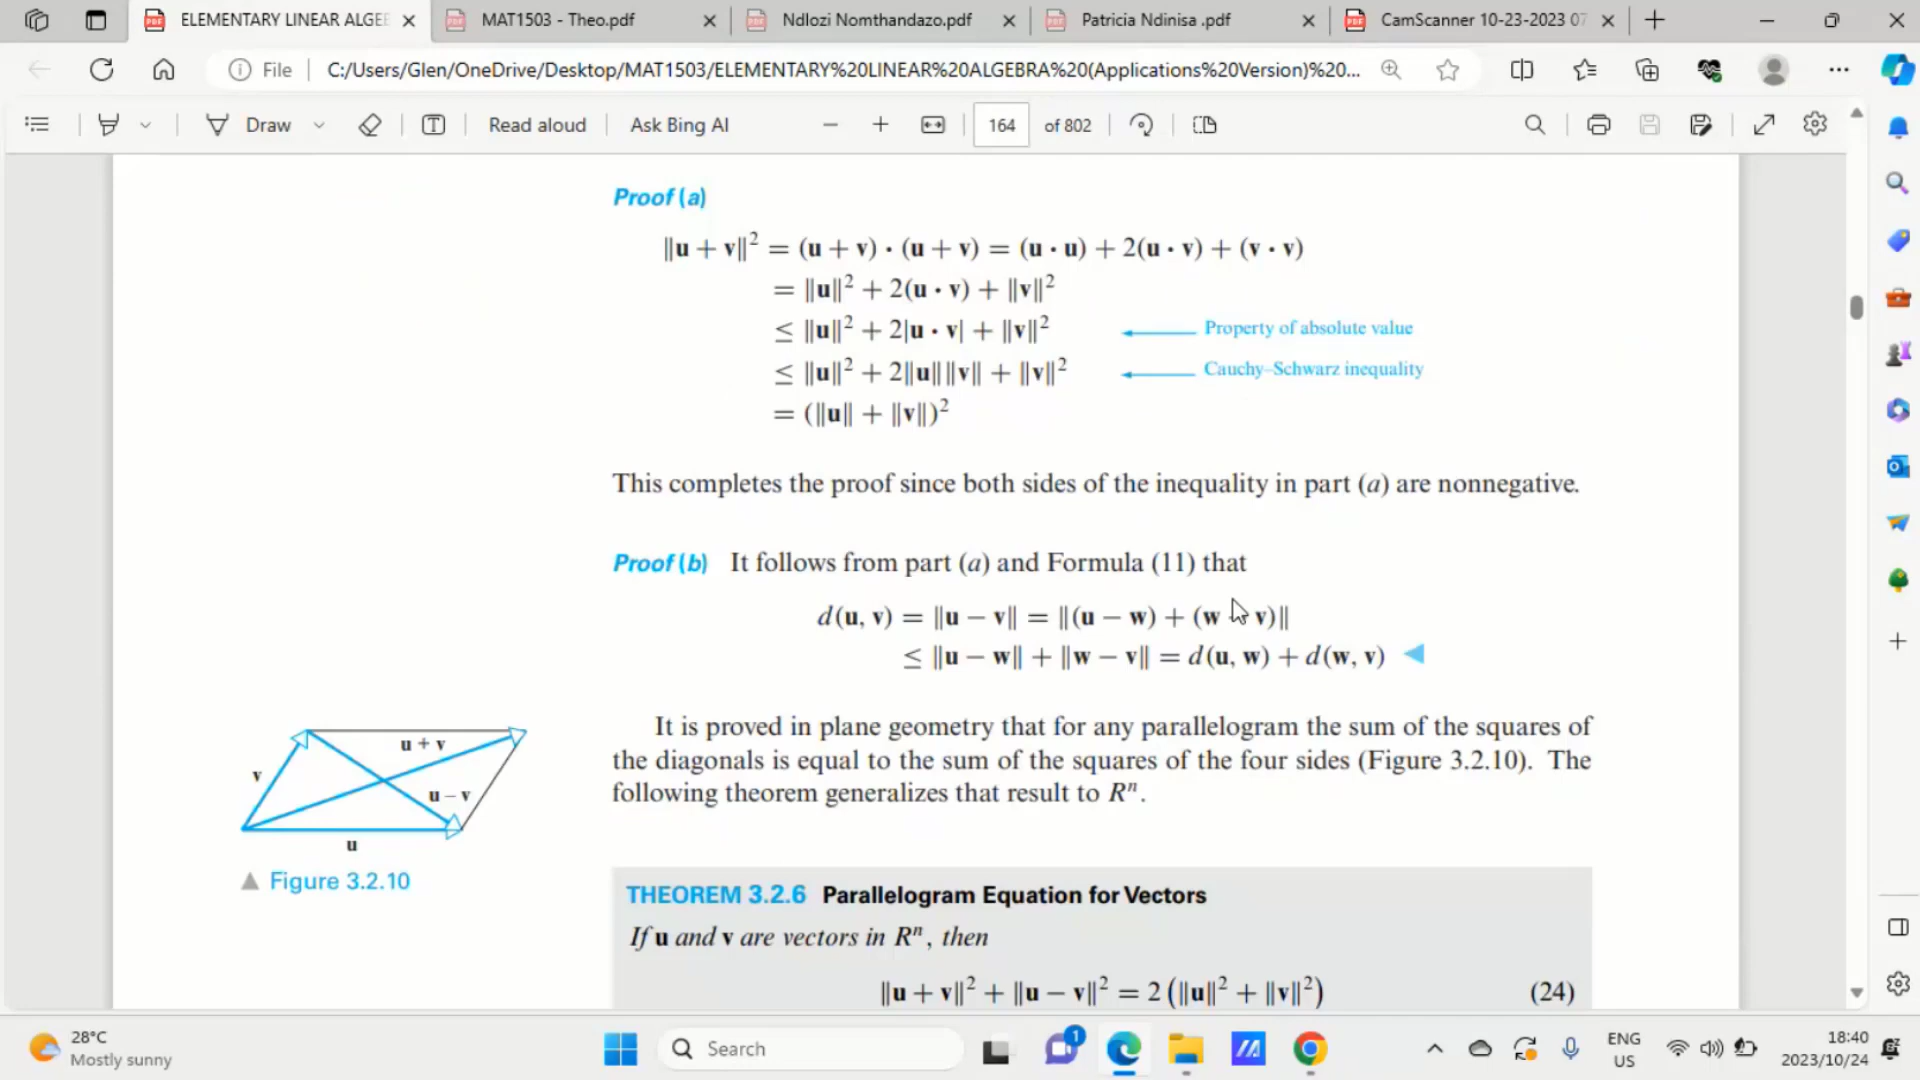 ELEMENTARY LINEAR ALGEE
MAT1503 - Theo.pdf
Ndlozi Nomthandazo.pdf
Patricia Ndinisa .pdf
CamScanner 10-23-2023 07
File
C:/Users/Glen/OneDrive/Desktop/MAT1503/ELEMENTARY%20LINEAR%20ALGEBRA%20(Applications%20Version)%20...
Draw
Read aloud
Ask Bing AI
164 of 802
Proof (a)
‖u + v‖² = (u + v) · (u + v) = (u · u) + 2(u · v) + (v · v)
= ‖u‖² + 2(u · v) + ‖v‖²
≤ ‖u‖² + 2|u · v| + ‖v‖² Property of absolute value
≤ ‖u‖² + 2‖u‖‖v‖ + ‖v‖² Cauchy–Schwarz inequality
= (‖u‖ + ‖v‖)²
This completes the proof since both sides of the inequality in part (a) are nonnegative.
Proof (b) It follows from part (a) and Formula (11) that
d(u, v) = ‖u − v‖ = ‖(u − w) + (w − v)‖
≤ ‖u − w‖ + ‖w − v‖ = d(u, w) + d(w, v)
It is proved in plane geometry that for any parallelogram the sum of the squares of
the diagonals is equal to the sum of the squares of the four sides (Figure 3.2.10). The
following theorem generalizes that result to Rⁿ.
u + v
v
u − v
u
Figure 3.2.10
THEOREM 3.2.6 Parallelogram Equation for Vectors
If u and v are vectors in Rⁿ, then
‖u + v‖² + ‖u − v‖² = 2 (‖u‖² + ‖v‖²) (24)
28°C
Mostly sunny
Search
1
ENG
US
18:40
2023/10/24